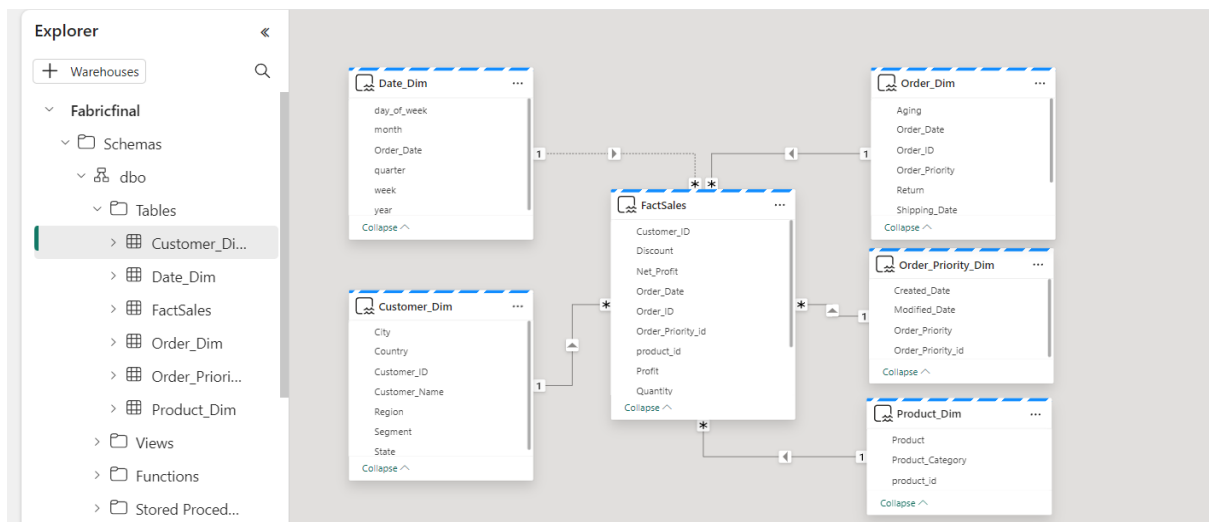 Explorer
«
+ Warehouses
Fabricfinal
Schemas
dbo
Tables
Customer_Di...
Date_Dim
FactSales
Order_Dim
Order_Priori...
Product_Dim
Views
Functions
Stored Proced...
Date_Dim ...
day_of_week
month
Order_Date
quarter
week
year
Collapse
1
Customer_Dim ...
City
Country
Customer_ID
Customer_Name
Region
Segment
State
Collapse
1
* *
FactSales ...
Customer_ID
Discount
Net_Profit
Order_Date
Order_ID
Order_Priority_id
product_id
Profit
Quantity
Collapse
*
*
*
Order_Dim ...
Aging
Order_Date
Order_ID
Order_Priority
Return
Shipping_Date
Collapse
1
Order_Priority_Dim ...
Created_Date
Modified_Date
Order_Priority
Order_Priority_id
Collapse
1
Product_Dim ...
Product
Product_Category
product_id
Collapse
1